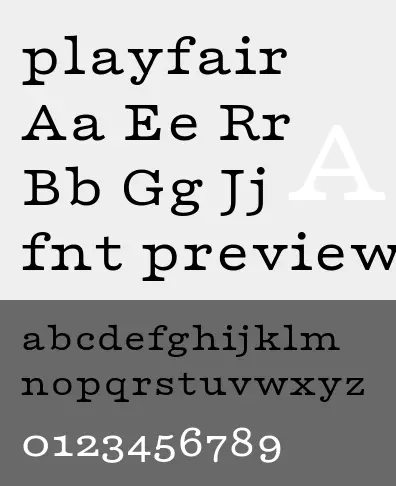 playfair
Aa Ee Rr
A
Bb Gg Jj
fnt preview
abcdefghijklm
nopqrstuvwxyz
0123456789